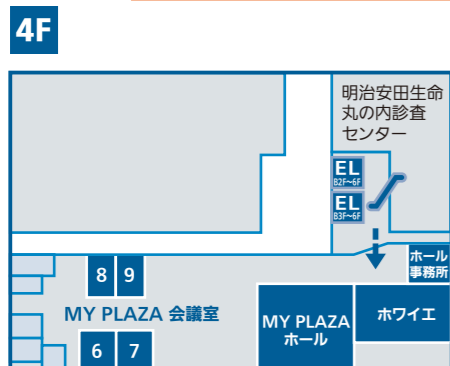 4F
明治安田生命
丸の内診査
センター
EL
B2F~6F
EL
B3F~6F
ホール
事務所
8 9
MY PLAZA 会議室
MY PLAZA
ホール
ホワイエ
6 7